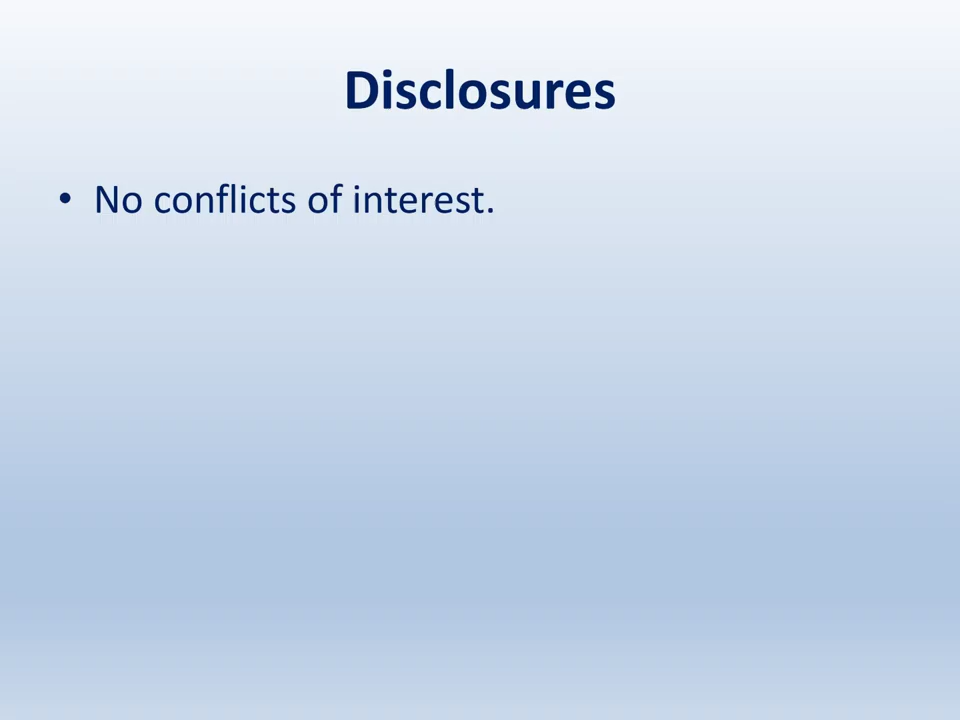 Disclosures
• No conflicts of interest.